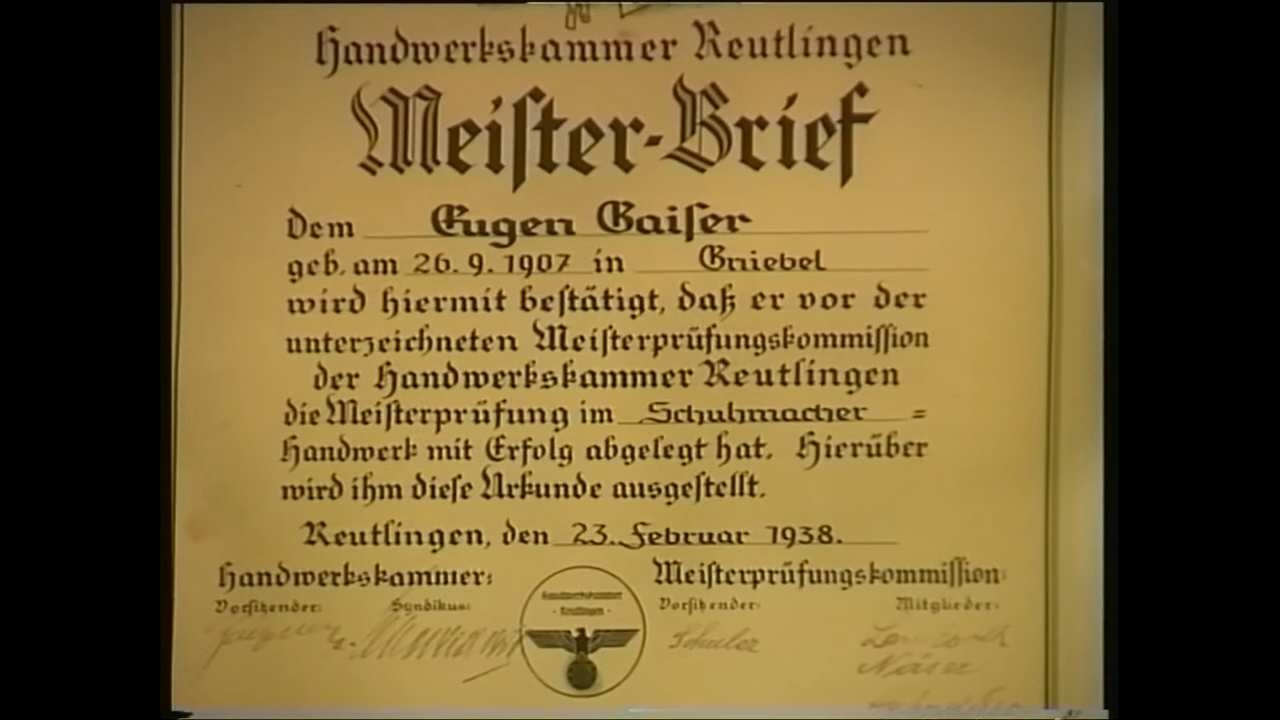 Handwerkskammer Reutlingen
Meiſter-Brief
Dem Eugen Gaiſer
geb. am 26. 9. 1907 in Gniebel
wird hiermit beſtätigt, daß er vor der
unterzeichneten Meiſterprüfungskommiſſion
der Handwerkskammer Reutlingen
die Meiſterprüfung im Schuhmacher =
Handwerk mit Erfolg abgelegt hat. Hierüber
wird ihm dieſe Urkunde ausgeſtellt.
Reutlingen, den 23. Februar 1938.
Handwerkskammer: Meiſterprüfungskommiſſion:
Vorſitzender: Syndikus: Vorſitzender: Mitglieder:
Handwerkskammer
- Reutlingen -
Schuler